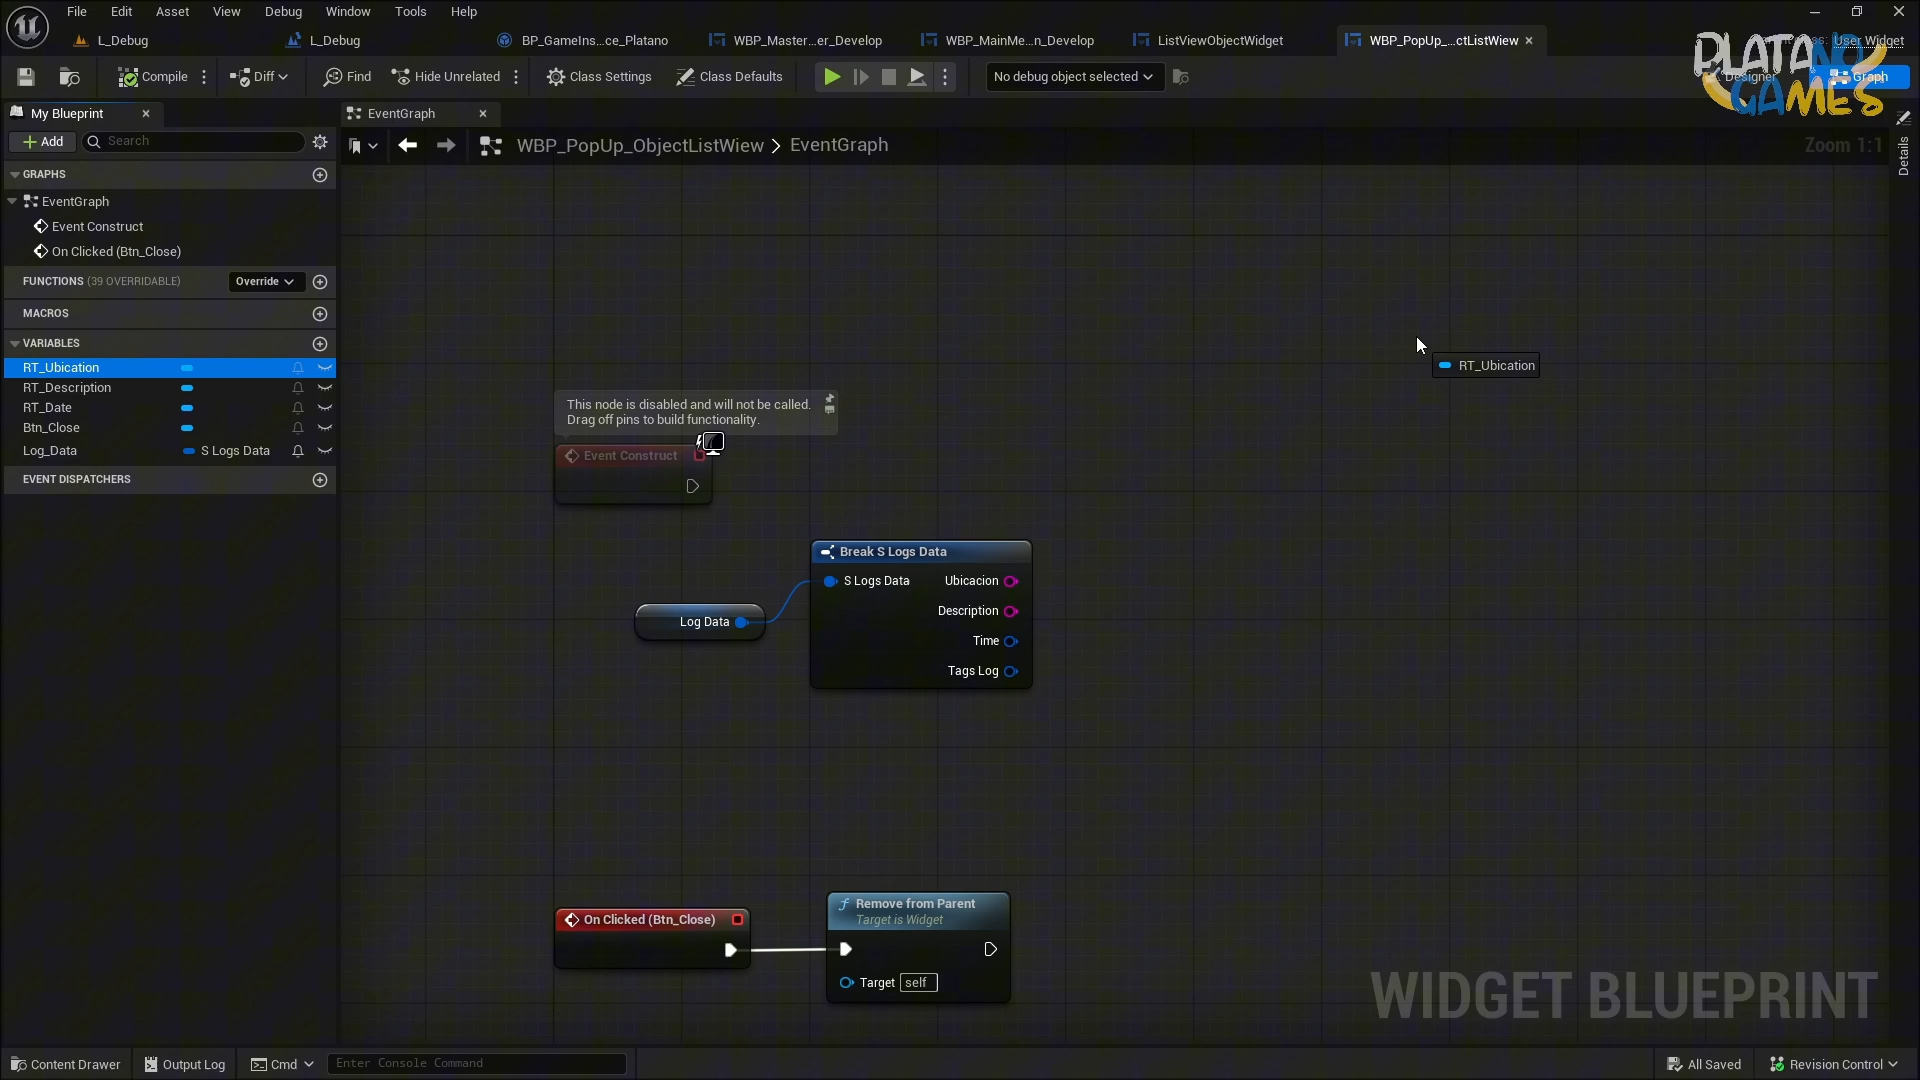 File Edit Asset View Debug Window Tools Help
L_Debug L_Debug BP_GameIns...ce_Platano WBP_Master...er_Develop WBP_MainMe...n_Develop ListViewObjectWidget WBP_PopUp_...ctListWiew User Widget
Compile Diff Find Hide Unrelated Class Settings Class Defaults No debug object selected Designer Graph
PLATANO
GAMES
My Blueprint EventGraph
Add Search WBP_PopUp_ObjectListWiew > EventGraph Zoom 1:1
Details
GRAPHS
EventGraph
Event Construct
On Clicked (Btn_Close)
FUNCTIONS (39 OVERRIDABLE) Override
MACROS
VARIABLES
RT_Ubication
RT_Description
RT_Date
Btn_Close
Log_Data S Logs Data
EVENT DISPATCHERS
RT_Ubication
This node is disabled and will not be called.
Drag off pins to build functionality.
Event Construct
Break S Logs Data
S Logs Data Ubicacion
Description
Time
Tags Log
Log Data
On Clicked (Btn_Close)
Remove from Parent
Target is Widget
Target self
WIDGET BLUEPRINT
Content Drawer Output Log Cmd Enter Console Command All Saved Revision Control